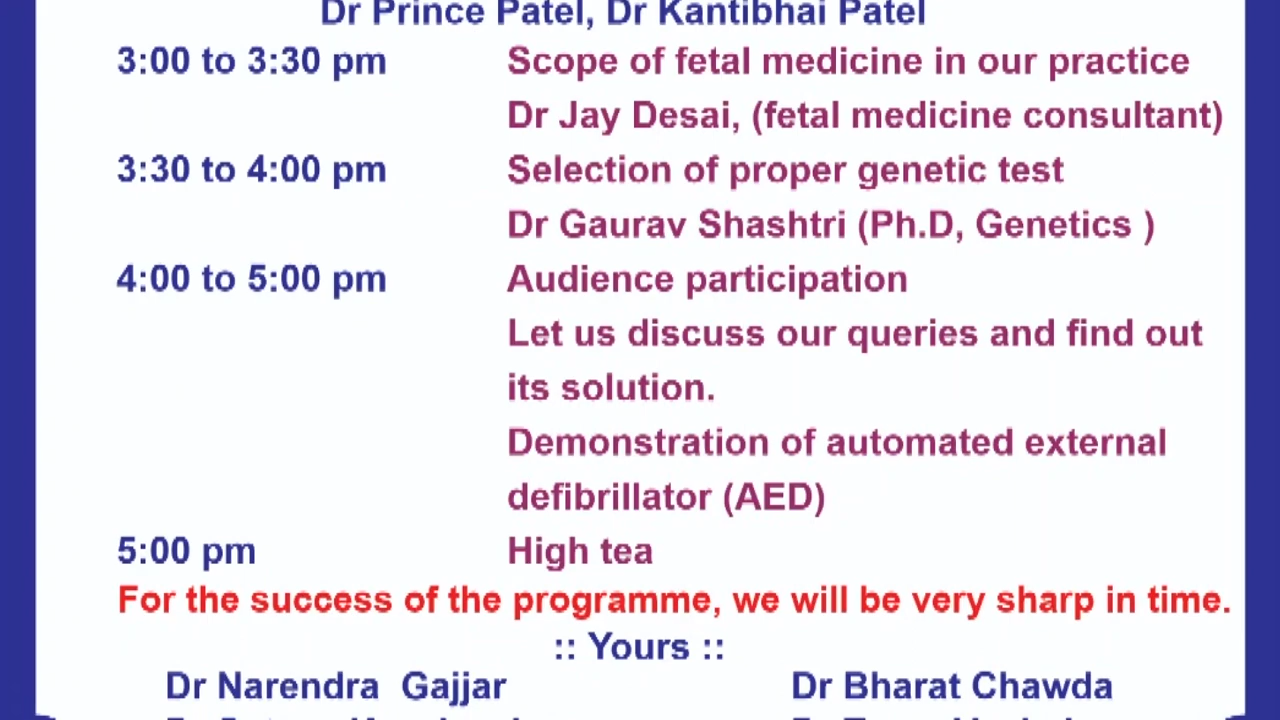 Dr Prince Patel, Dr Kantibhai Patel
3:00 to 3:30 pm Scope of fetal medicine in our practice
Dr Jay Desai, (fetal medicine consultant)
3:30 to 4:00 pm Selection of proper genetic test
Dr Gaurav Shashtri (Ph.D, Genetics )
4:00 to 5:00 pm Audience participation
Let us discuss our queries and find out
its solution.
Demonstration of automated external
defibrillator (AED)
5:00 pm High tea
For the success of the programme, we will be very sharp in time.
:: Yours ::
Dr Narendra Gajjar Dr Bharat Chawda